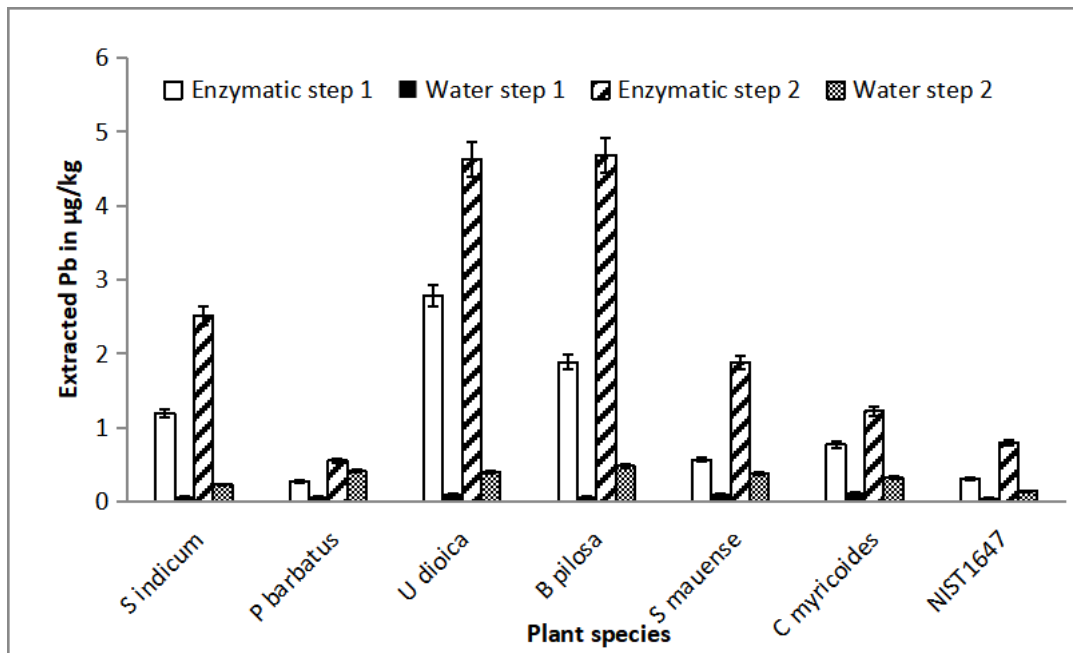 6
Enzymatic step 1 Water step 1 Enzymatic step 2 Water step 2
5
4
3
2
1
0
Extracted Pb in µg/kg
S indicum
P barbatus
U dioica
B pilosa
S mauense
C myricoides
NIST1647
Plant species